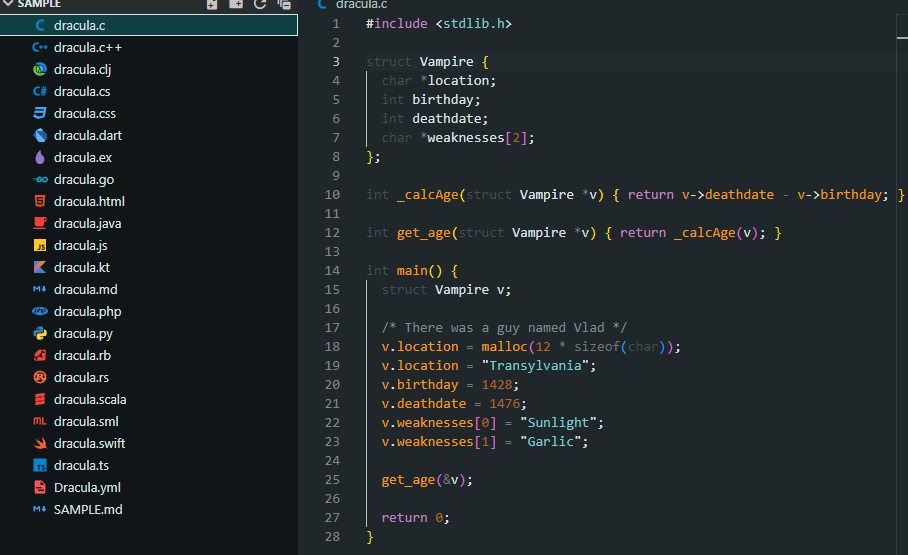 SAMPLE
dracula.c
dracula.c++
dracula.clj
dracula.cs
dracula.css
dracula.dart
dracula.ex
dracula.go
dracula.html
dracula.java
dracula.js
dracula.kt
dracula.md
dracula.php
dracula.py
dracula.rb
dracula.rs
dracula.scala
dracula.sml
dracula.swift
dracula.ts
Dracula.yml
SAMPLE.md
dracula.c
1 #include <stdlib.h>
2
3 struct Vampire {
4   char *location;
5   int birthday;
6   int deathdate;
7   char *weaknesses[2];
8 };
9
10 int _calcAge(struct Vampire *v) { return v->deathdate - v->birthday; }
11
12 int get_age(struct Vampire *v) { return _calcAge(v); }
13
14 int main() {
15   struct Vampire v;
16
17   /* There was a guy named Vlad */
18   v.location = malloc(12 * sizeof(char));
19   v.location = "Transylvania";
20   v.birthday = 1428;
21   v.deathdate = 1476;
22   v.weaknesses[0] = "Sunlight";
23   v.weaknesses[1] = "Garlic";
24
25   get_age(&v);
26
27   return 0;
28 }